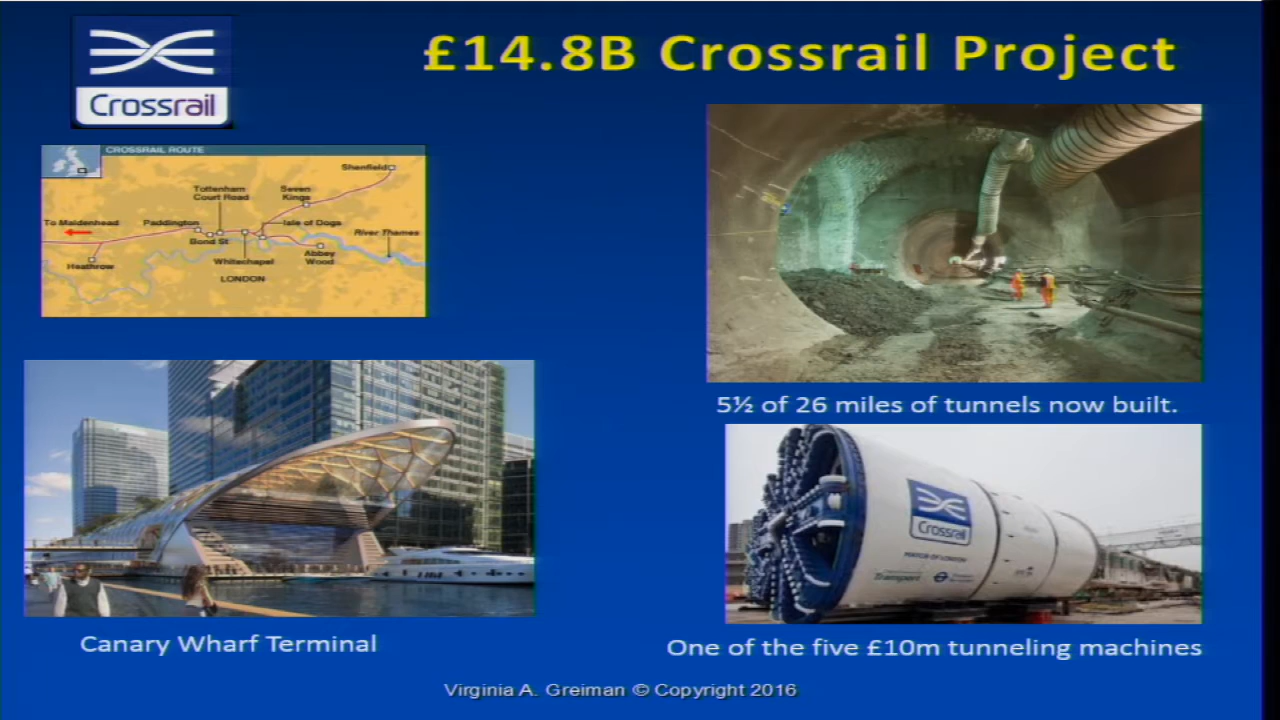 £14.8B Crossrail Project
Crossrail
CROSSRAIL ROUTE
Shenfield
Tottenham
Court Road
Seven
Kings
To Maidenhead
Paddington
Isle of Dogs
River Thames
Bond St
Heathrow
Whitechapel
Abbey
Wood
LONDON
5½ of 26 miles of tunnels now built.
Crossrail
MAYOR OF LONDON
Transport
Canary Wharf Terminal
One of the five £10m tunneling machines
Virginia A. Greiman © Copyright 2016